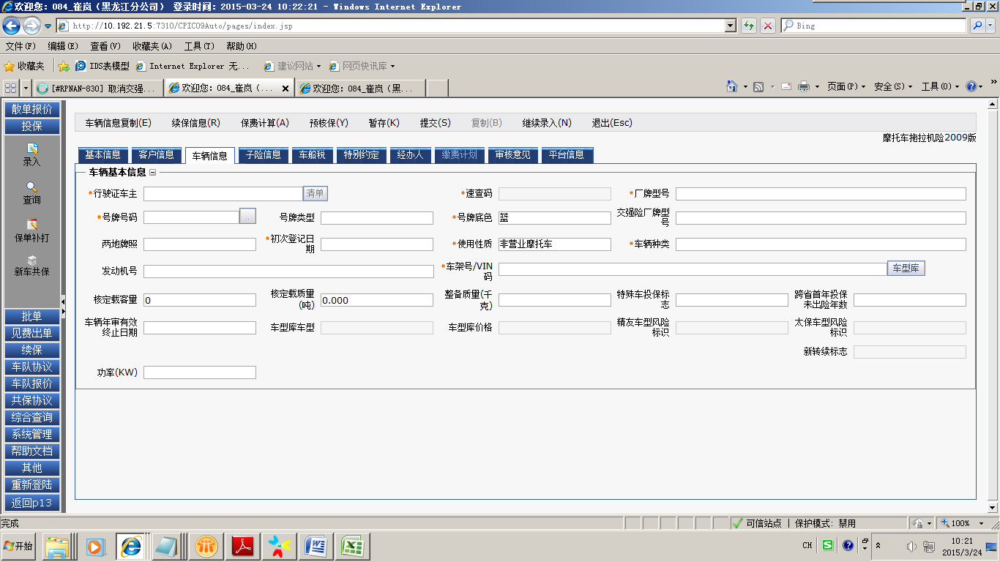 欢迎您: 084_崔岚（黑龙江分公司） 登录时间: 2015-03-24 10:22:21 - Windows Internet Explorer
http://10.192.21.5:7310/CPIC09Auto/pages/index.jsp
Bing
文件(F) 编辑(E) 查看(V) 收藏夹(A) 工具(T) 帮助(H)
收藏夹 IDS表模型 Internet Explorer 无... 建议网站 网页快讯库
[#RPNAN-830] 取消交强... 欢迎您: 084_崔岚（... 欢迎您: 084_崔岚（黑... 页面(P) 安全(S) 工具(O) »
散单报价
投保
录入
查询
保单补打
新车共保
批单
见费出单
续保
车队协议
车队报价
共保协议
综合查询
系统管理
帮助文档
其他
重新登陆
返回p13
车辆信息复制(E) 续保信息(R) 保费计算(A) 预核保(Y) 暂存(K) 提交(S) 复制(B) 继续录入(N) 退出(Esc)
摩托车拖拉机险2009版
基本信息 客户信息 车辆信息 子险信息 车船税 特别约定 经办人 缴费计划 审核意见 平台信息
车辆基本信息
*行驶证车主 清单 *速查码 *厂牌型号
*号牌号码 .. 号牌类型 *号牌底色 蓝 交强险厂牌型号
两地牌照 *初次登记日期 *使用性质 非营业摩托车 *车辆种类
发动机号 *车架号/VIN码 车型库
核定载客量 0 核定载质量(吨) 0.000 整备质量(千克) 特殊车投保标志 跨省首年投保未出险年数
车辆年审有效终止日期 车型库车型 车型库价格 精友车型风险标识 太保车型风险标识
新转续标志
功率(KW)
完成 可信站点 | 保护模式: 禁用 100%
开始 CH 10:21
2015/3/24